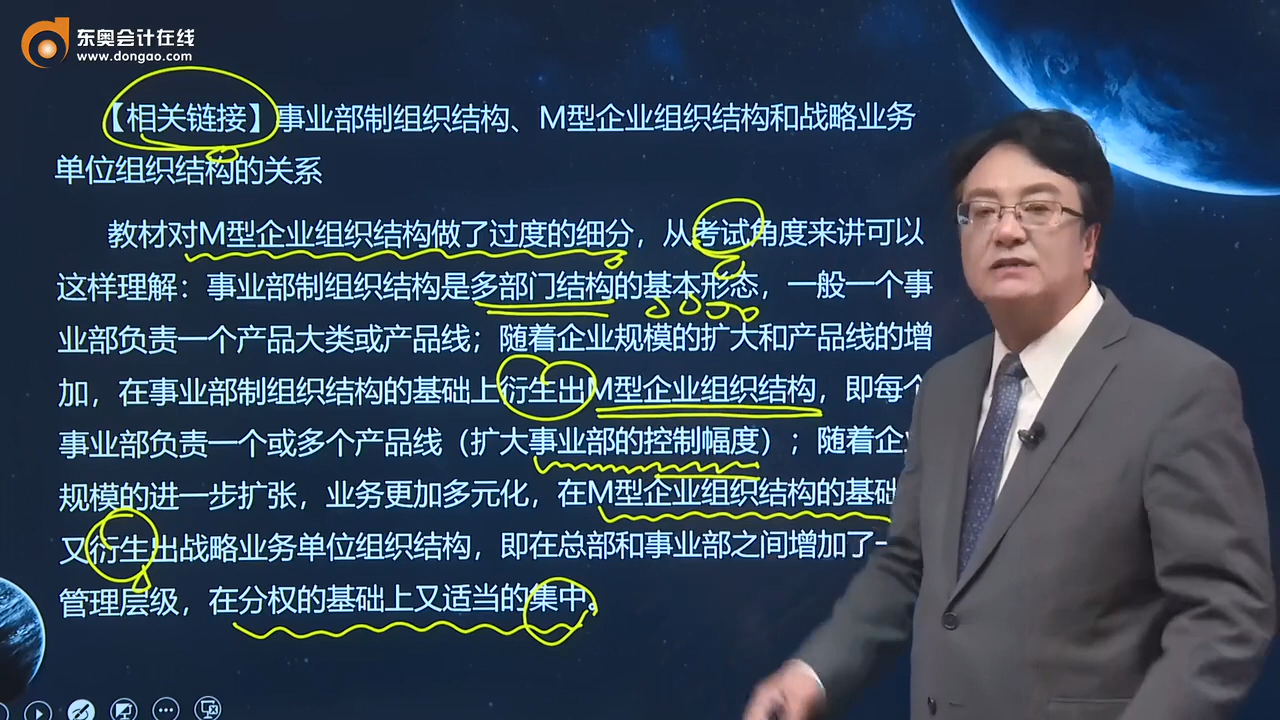 东奥会计在线
www.dongao.com
【相关链接】事业部制组织结构、M型企业组织结构和战略业务
单位组织结构的关系
教材对M型企业组织结构做了过度的细分，从考试角度来讲可以
这样理解：事业部制组织结构是多部门结构的基本形态，一般一个事
业部负责一个产品大类或产品线；随着企业规模的扩大和产品线的增
加，在事业部制组织结构的基础上衍生出M型企业组织结构，即每个
事业部负责一个或多个产品线（扩大事业部的控制幅度）；随着企业
规模的进一步扩张，业务更加多元化，在M型企业组织结构的基础
又衍生出战略业务单位组织结构，即在总部和事业部之间增加了一
管理层级，在分权的基础上又适当的集中。